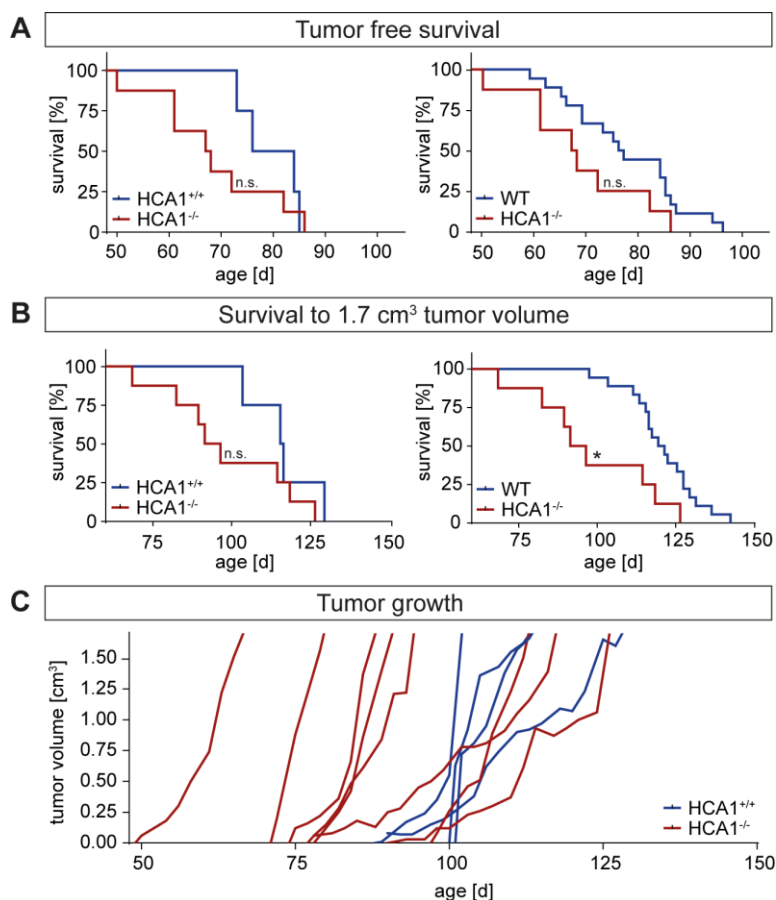 A
Tumor free survival
survival [%]
100
75
50
25
0
n.s.
HCA1+/+
HCA1-/-
50 60 70 80 90 100
age [d]
survival [%]
100
75
50
25
0
n.s.
WT
HCA1-/-
50 60 70 80 90 100
age [d]
B
Survival to 1.7 cm³ tumor volume
survival [%]
100
75
50
25
0
n.s.
HCA1+/+
HCA1-/-
75 100 125 150
age [d]
survival [%]
100
75
50
25
0
*
WT
HCA1-/-
75 100 125 150
age [d]
C
Tumor growth
tumor volume [cm³]
1.50
1.25
1.00
0.75
0.50
0.25
0.00
HCA1+/+
HCA1-/-
50 75 100 125 150
age [d]